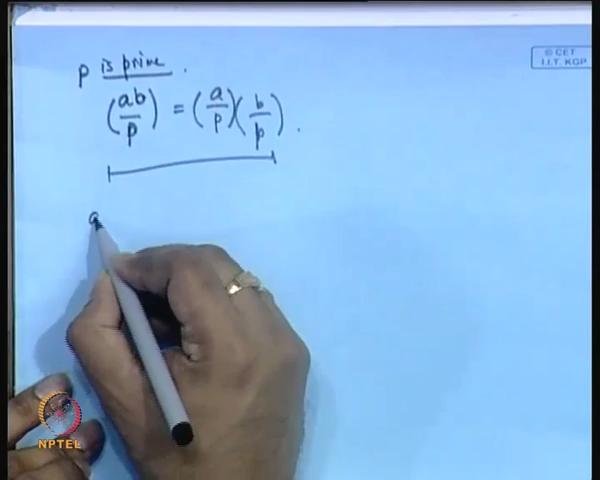 © CET
I.I.T. KGP
p is prime.
(ab/p) = (a/p)(b/p).
a
NPTEL